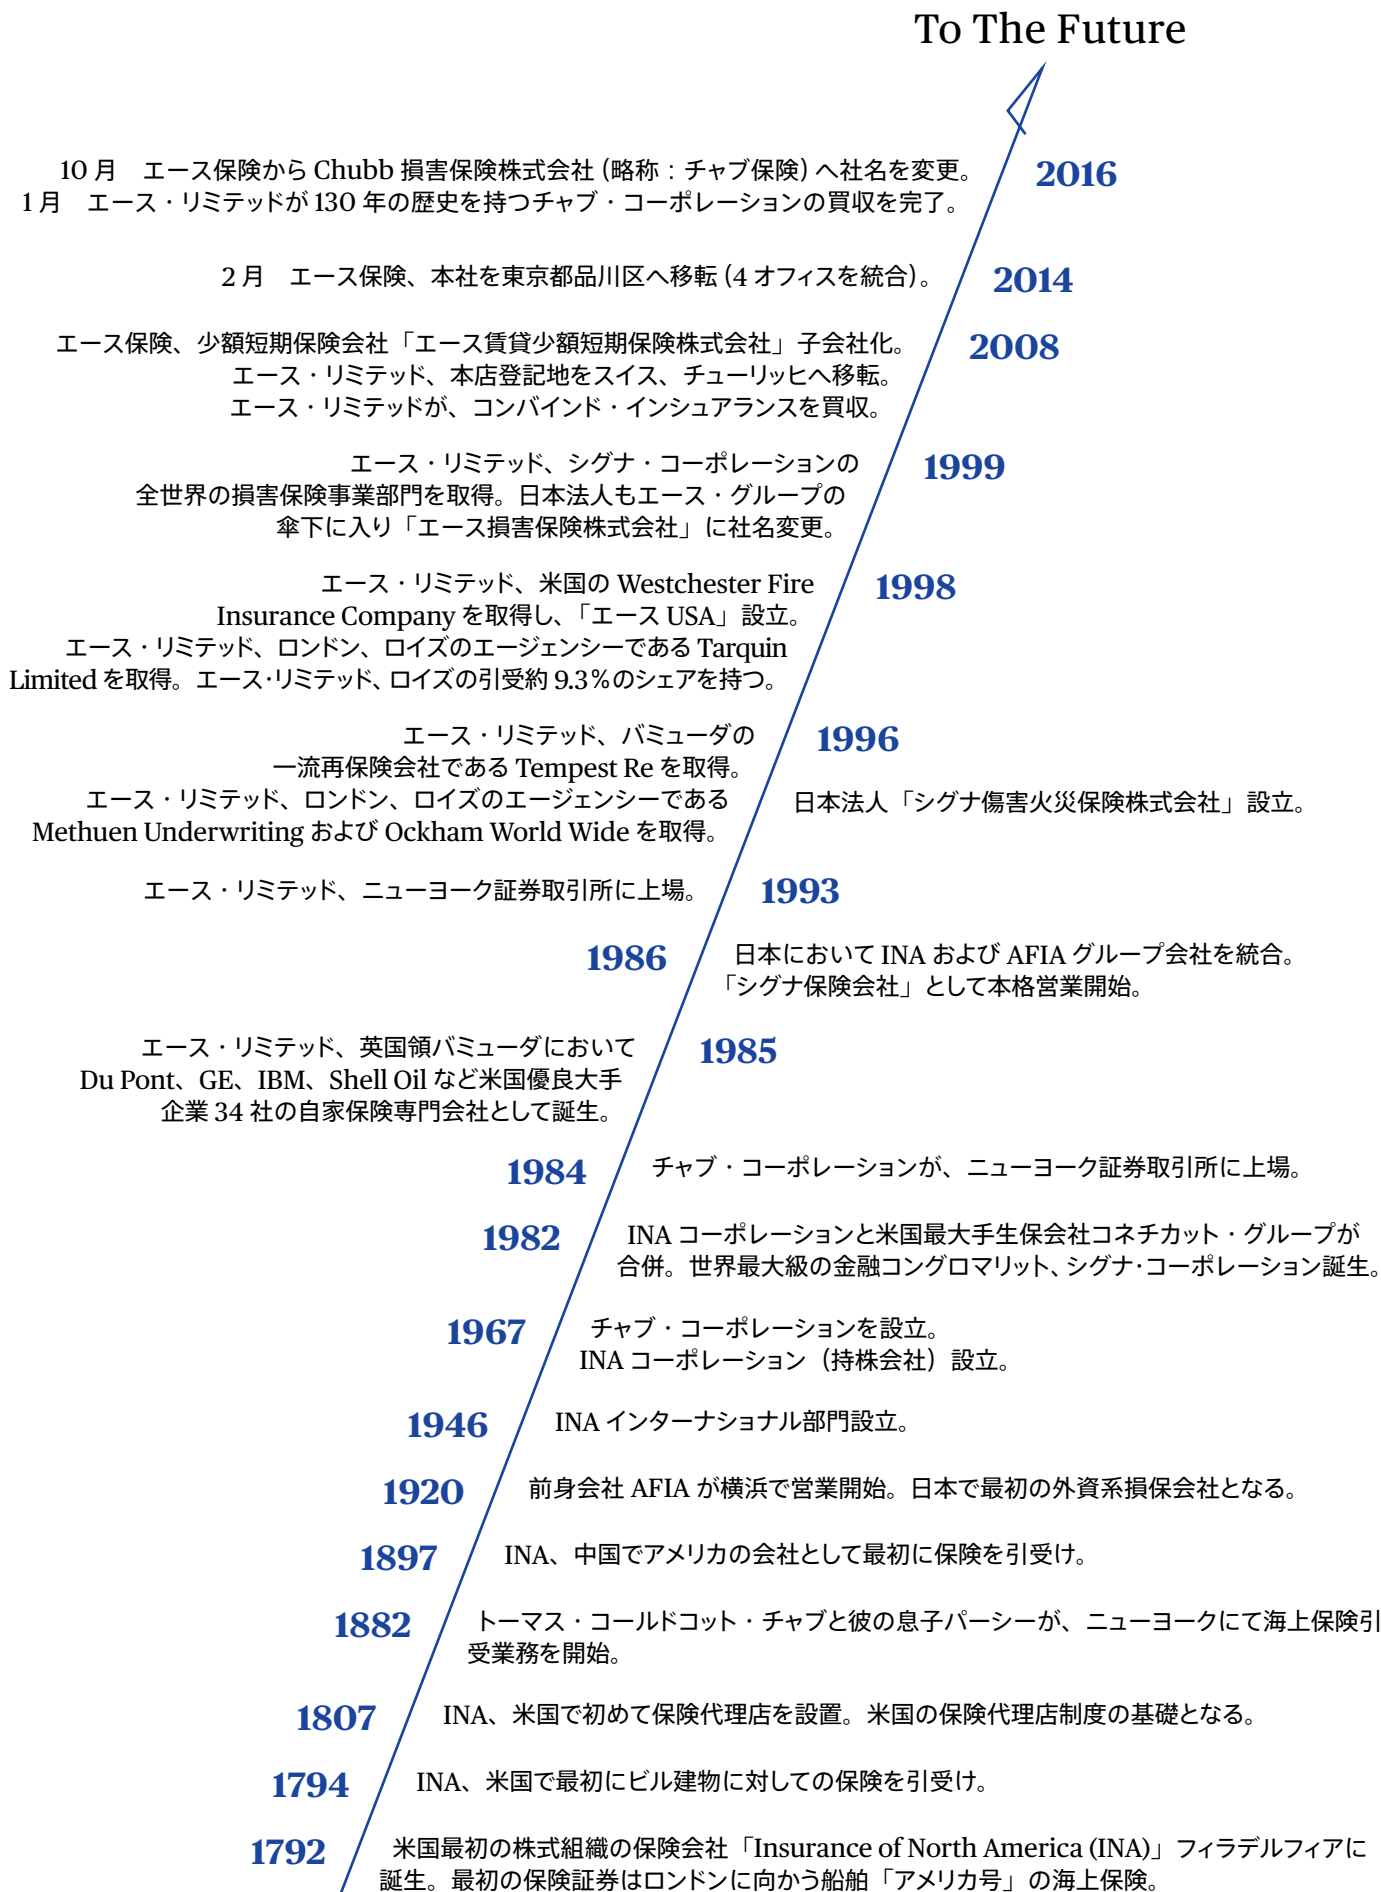 To The Future
10 月　エース保険から Chubb 損害保険株式会社 (略称：チャブ保険) へ社名を変更。
2016
1 月　エース・リミテッドが 130 年の歴史を持つチャブ・コーポレーションの買収を完了。
2 月　エース保険、本社を東京都品川区へ移転 (4 オフィスを統合)。
2014
エース保険、少額短期保険会社「エース賃貸少額短期保険株式会社」子会社化。
2008
エース・リミテッド、本店登記地をスイス、チューリッヒへ移転。
エース・リミテッドが、コンバインド・インシュアランスを買収。
エース・リミテッド、シグナ・コーポレーションの
1999
全世界の損害保険事業部門を取得。日本法人もエース・グループの
傘下に入り「エース損害保険株式会社」に社名変更。
エース・リミテッド、米国の Westchester Fire
1998
Insurance Company を取得し、「エース USA」設立。
エース・リミテッド、ロンドン、ロイズのエージェンシーである Tarquin
Limited を取得。エース・リミテッド、ロイズの引受約 9.3％のシェアを持つ。
エース・リミテッド、バミューダの
1996
一流再保険会社である Tempest Re を取得。
エース・リミテッド、ロンドン、ロイズのエージェンシーである
Methuen Underwriting および Ockham World Wide を取得。
日本法人「シグナ傷害火災保険株式会社」設立。
エース・リミテッド、ニューヨーク証券取引所に上場。
1993
1986
日本において INA および AFIA グループ会社を統合。
「シグナ保険会社」として本格営業開始。
エース・リミテッド、英国領バミューダにおいて
1985
Du Pont、GE、IBM、Shell Oil など米国優良大手
企業 34 社の自家保険専門会社として誕生。
1984
チャブ・コーポレーションが、ニューヨーク証券取引所に上場。
1982
INA コーポレーションと米国最大手生保会社コネチカット・グループが
合併。世界最大級の金融コングロマリット、シグナ・コーポレーション誕生。
1967
チャブ・コーポレーションを設立。
INA コーポレーション（持株会社）設立。
1946
INA インターナショナル部門設立。
1920
前身会社 AFIA が横浜で営業開始。日本で最初の外資系損保会社となる。
1897
INA、中国でアメリカの会社として最初に保険を引受け。
1882
トーマス・コールドコット・チャブと彼の息子パーシーが、ニューヨークにて海上保険引
受業務を開始。
1807
INA、米国で初めて保険代理店を設置。米国の保険代理店制度の基礎となる。
1794
INA、米国で最初にビル建物に対しての保険を引受け。
1792
米国最初の株式組織の保険会社「Insurance of North America (INA)」フィラデルフィアに
誕生。最初の保険証券はロンドンに向かう船舶「アメリカ号」の海上保険。